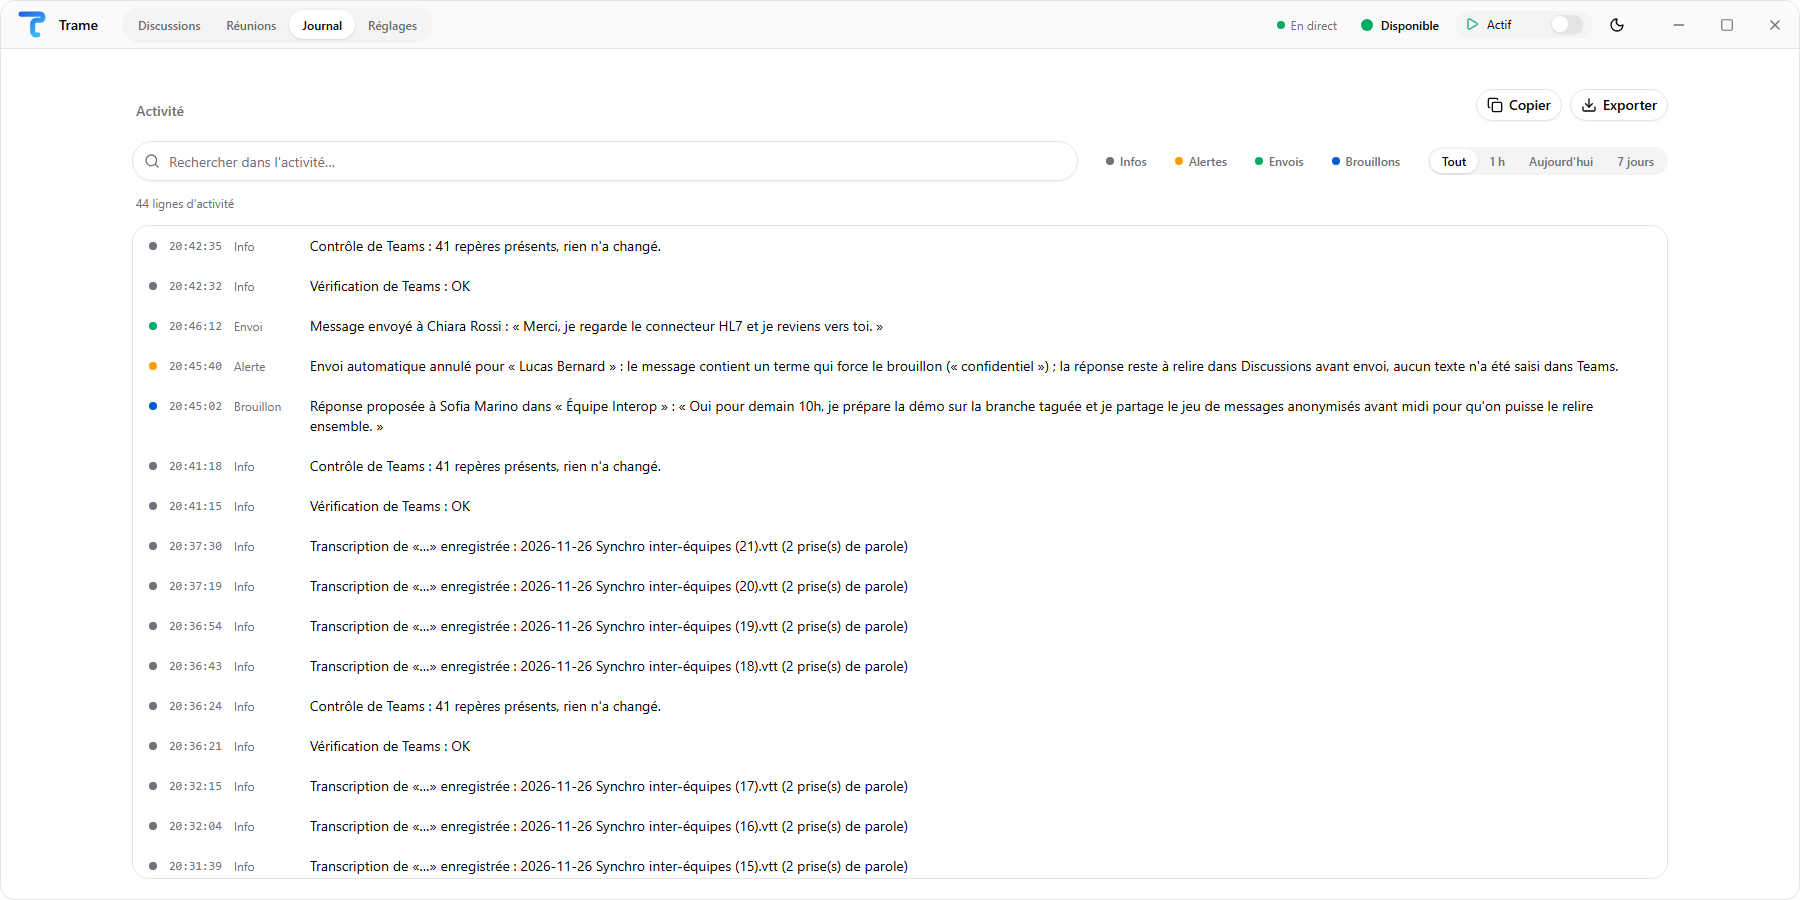 Trame
Discussions
Réunions
Journal
Réglages
En direct
Disponible
Actif
Activité
Copier
Exporter
Rechercher dans l'activité...
Infos
Alertes
Envois
Brouillons
Tout
1 h
Aujourd'hui
7 jours
44 lignes d'activité
20:42:35 Info Contrôle de Teams : 41 repères présents, rien n'a changé.
20:42:32 Info Vérification de Teams : OK
20:46:12 Envoi Message envoyé à Chiara Rossi : « Merci, je regarde le connecteur HL7 et je reviens vers toi. »
20:45:40 Alerte Envoi automatique annulé pour « Lucas Bernard » : le message contient un terme qui force le brouillon (« confidentiel ») ; la réponse reste à relire dans Discussions avant envoi, aucun texte n'a été saisi dans Teams.
20:45:02 Brouillon Réponse proposée à Sofia Marino dans « Équipe Interop » : « Oui pour demain 10h, je prépare la démo sur la branche taguée et je partage le jeu de messages anonymisés avant midi pour qu'on puisse le relire
ensemble. »
20:41:18 Info Contrôle de Teams : 41 repères présents, rien n'a changé.
20:41:15 Info Vérification de Teams : OK
20:37:30 Info Transcription de «...» enregistrée : 2026-11-26 Synchro inter-équipes (21).vtt (2 prise(s) de parole)
20:37:19 Info Transcription de «...» enregistrée : 2026-11-26 Synchro inter-équipes (20).vtt (2 prise(s) de parole)
20:36:54 Info Transcription de «...» enregistrée : 2026-11-26 Synchro inter-équipes (19).vtt (2 prise(s) de parole)
20:36:43 Info Transcription de «...» enregistrée : 2026-11-26 Synchro inter-équipes (18).vtt (2 prise(s) de parole)
20:36:24 Info Contrôle de Teams : 41 repères présents, rien n'a changé.
20:36:21 Info Vérification de Teams : OK
20:32:15 Info Transcription de «...» enregistrée : 2026-11-26 Synchro inter-équipes (17).vtt (2 prise(s) de parole)
20:32:04 Info Transcription de «...» enregistrée : 2026-11-26 Synchro inter-équipes (16).vtt (2 prise(s) de parole)
20:31:39 Info Transcription de «...» enregistrée : 2026-11-26 Synchro inter-équipes (15).vtt (2 prise(s) de parole)